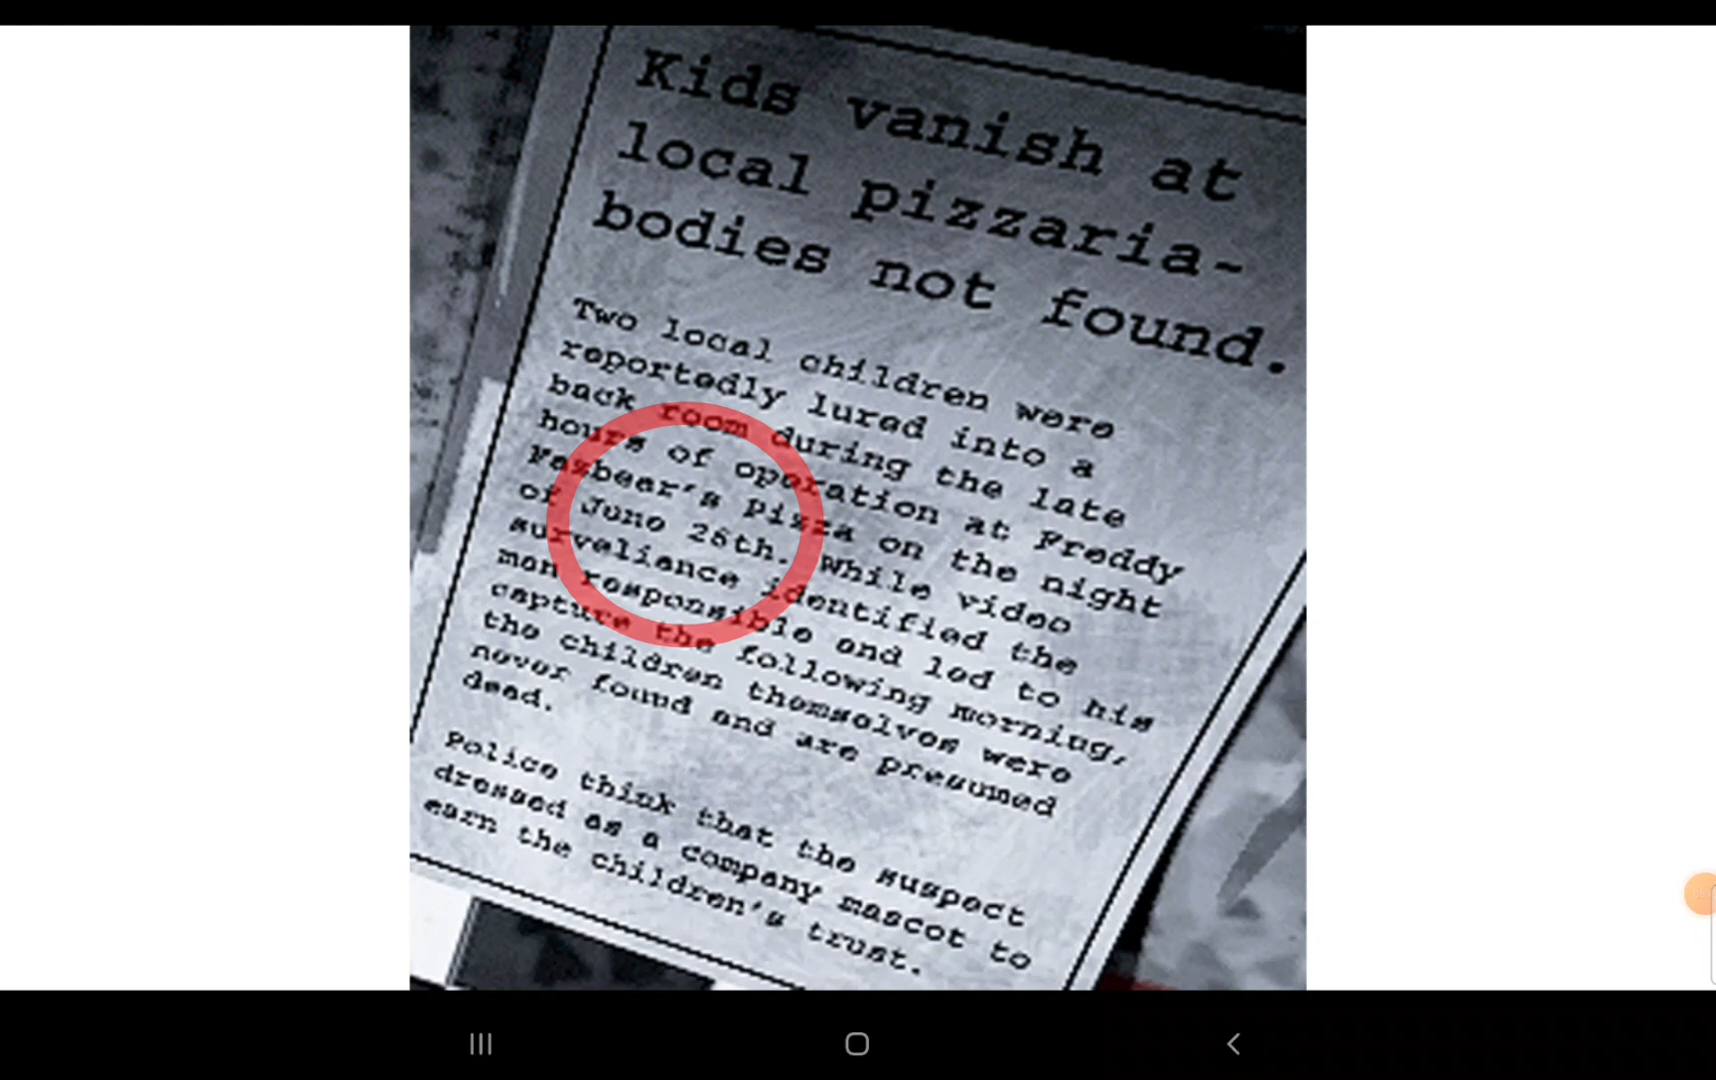 Kids vanish at
local pizzaria-
bodies not found.
Two local children were
reportedly lured into a
back room during the late
hours of operation at Freddy
Fazbear's Pizza on the night
of June 26th. While video
surveliance identified the
man responsible and led to his
capture the following morning,
the children themselves were
never found and are presumed
dead.
Police think that the suspect
dressed as a company mascot to
earn the children's trust.